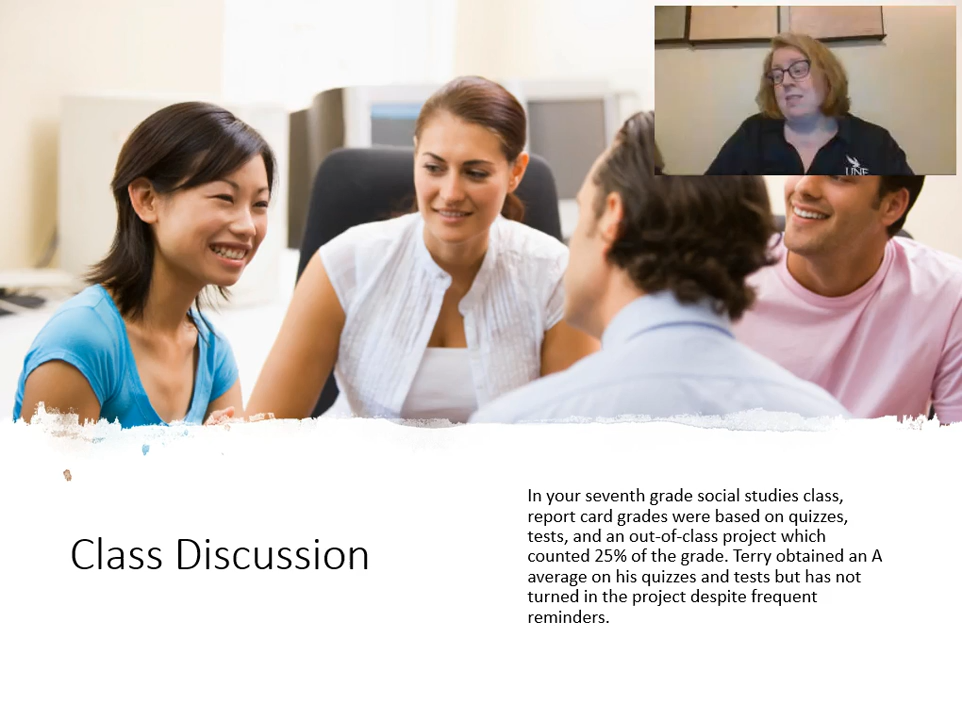 UNE
Class Discussion
In your seventh grade social studies class,
report card grades were based on quizzes,
tests, and an out-of-class project which
counted 25% of the grade. Terry obtained an A
average on his quizzes and tests but has not
turned in the project despite frequent
reminders.